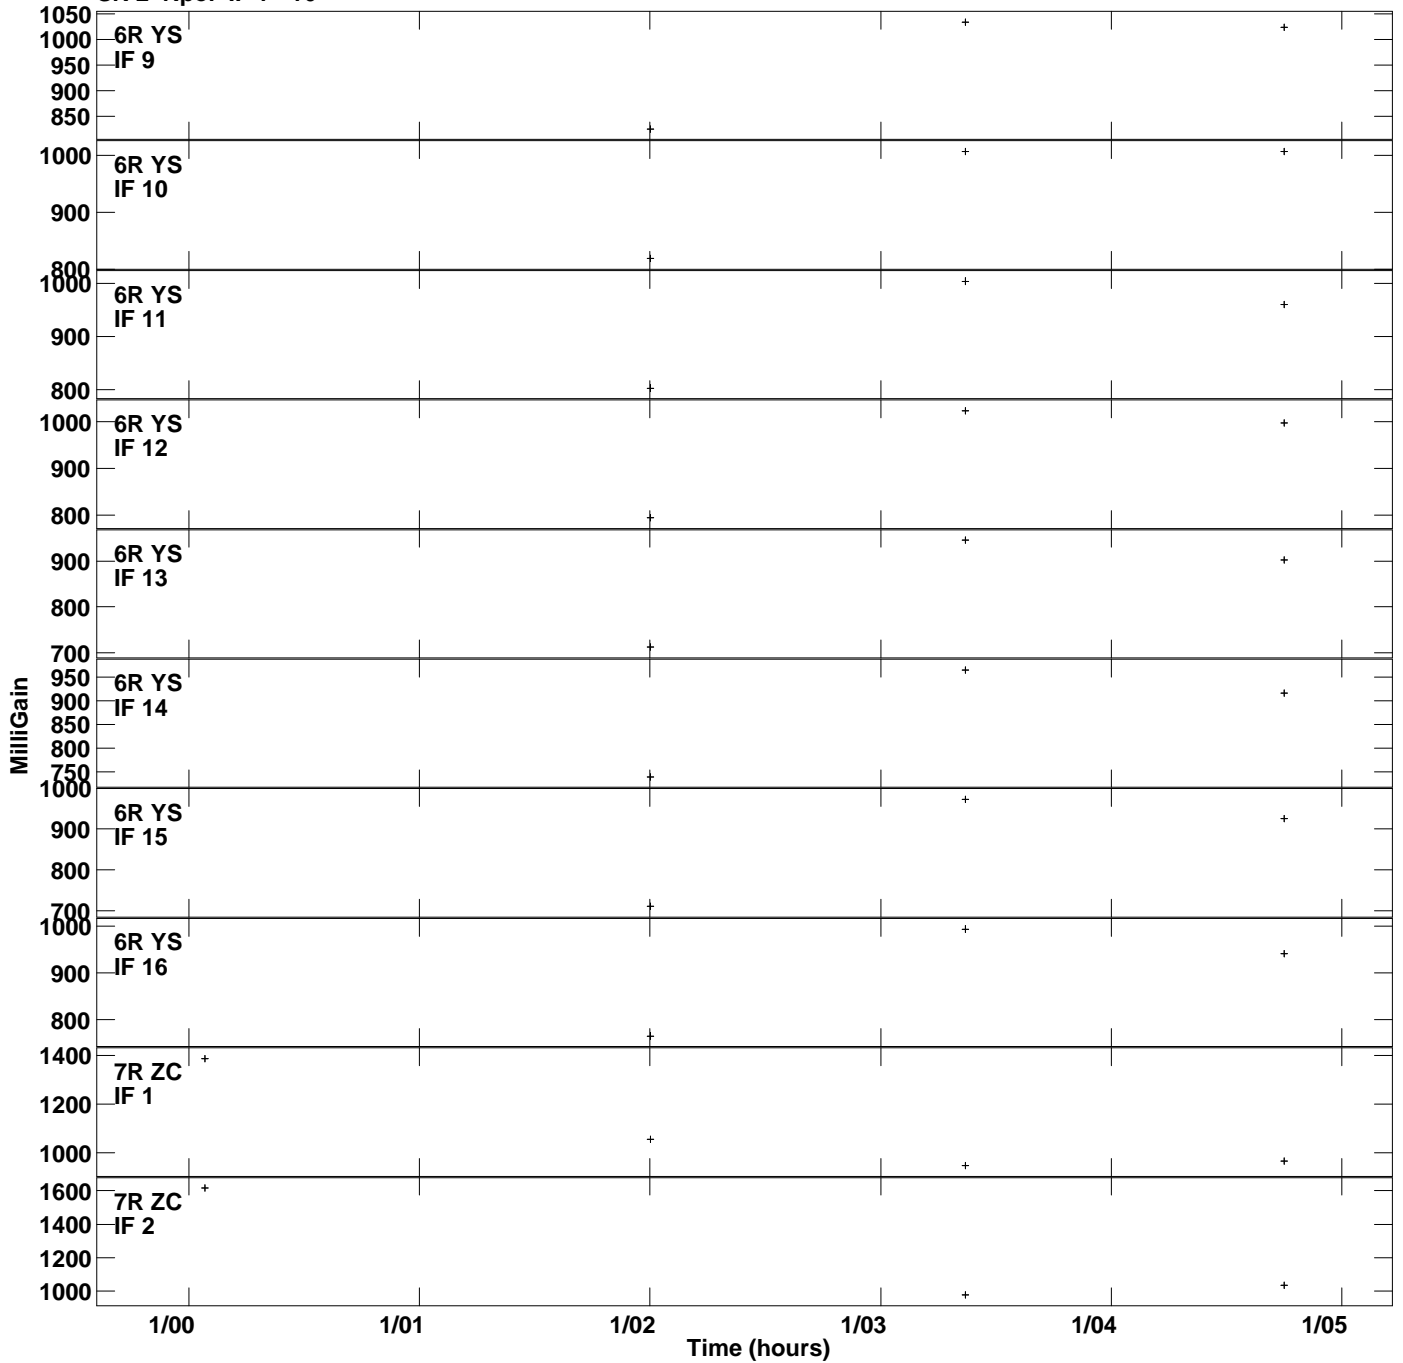 1050
1000
950
900
850
6R YS
IF 9
1000
900
800
6R YS
IF 10
1000
900
800
6R YS
IF 11
1000
900
800
6R YS
IF 12
900
800
700
6R YS
IF 13
950
900
850
800
750
6R YS
IF 14
1000
900
800
700
6R YS
IF 15
1000
900
800
6R YS
IF 16
1400
1200
1000
7R ZC
IF 1
1600
1400
1200
1000
7R ZC
IF 2
MilliGain
1/00 1/01 1/02 1/03 1/04 1/05
Time (hours)